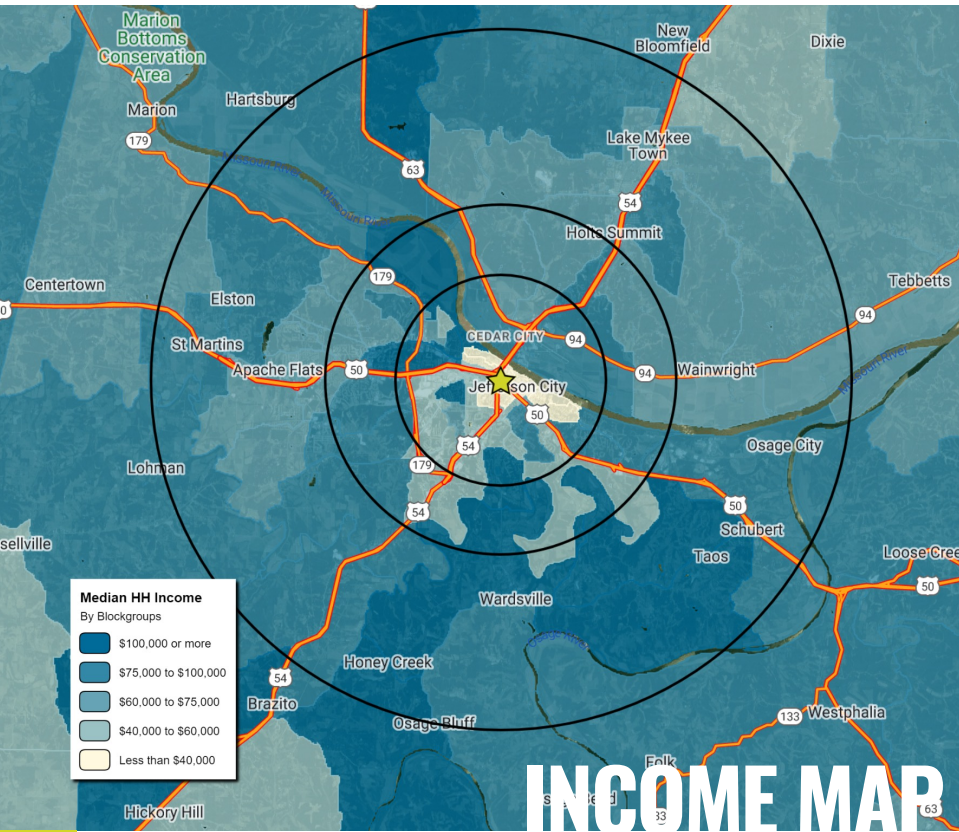 Marion
Bottoms
Conservation
Area
New
Bloomfield
Dixie
Hartsburg
Marion
179
Lake Mykee
Town
Missouri River
63
54
Holts Summit
179
Centertown
Elston
Tebbetts
94
CEDAR CITY
94
St Martins
Apache Flats
50
94
Wainwright
Missouri River
Jefferson City
50
54
Osage City
179
Lohman
54
50
Schubert
sellville
Taos
Loose Cree
50
Wardsville
Honey Creek
54
Brazito
133
Westphalia
Osage Bluff
Folk
63
Hickory Hill
Median HH Income
By Blockgroups
$100,000 or more
$75,000 to $100,000
$60,000 to $75,000
$40,000 to $60,000
Less than $40,000
INCOME MAP